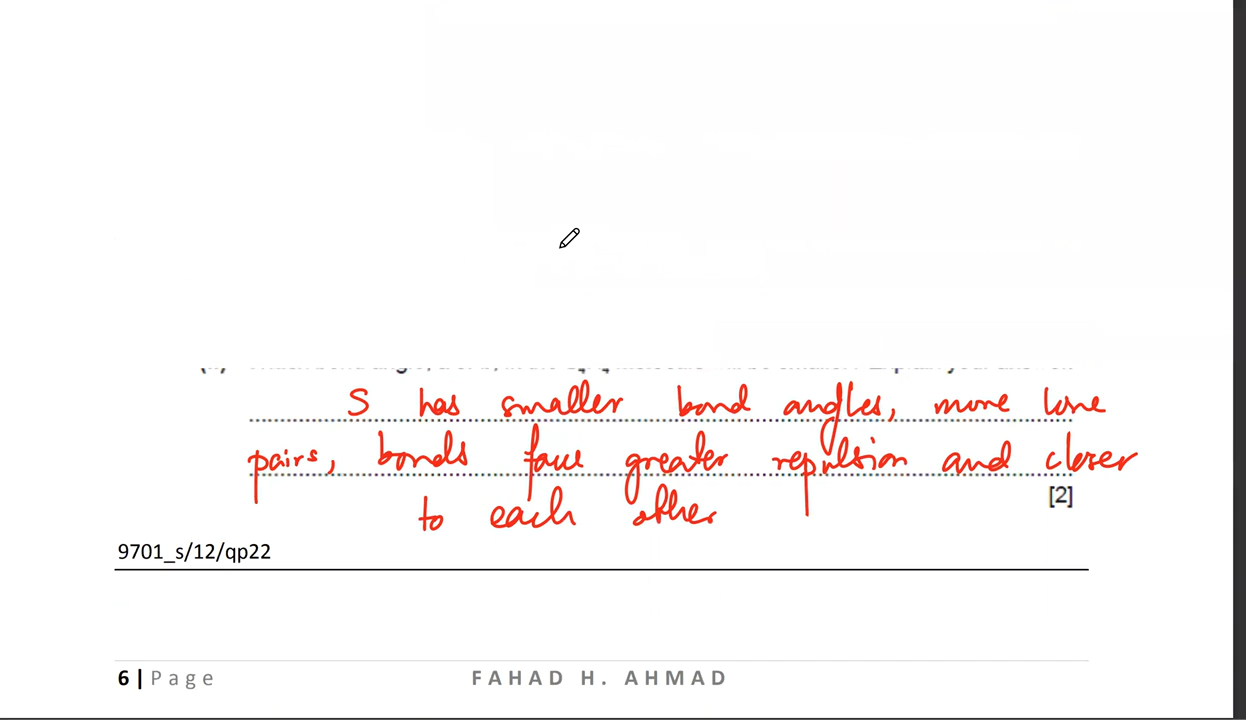 S has smaller bond angles, more lone
pairs, bonds face greater repulsion and closer
[2]
to each other
9701_s/12/qp22
6 | Page FAHAD H. AHMAD